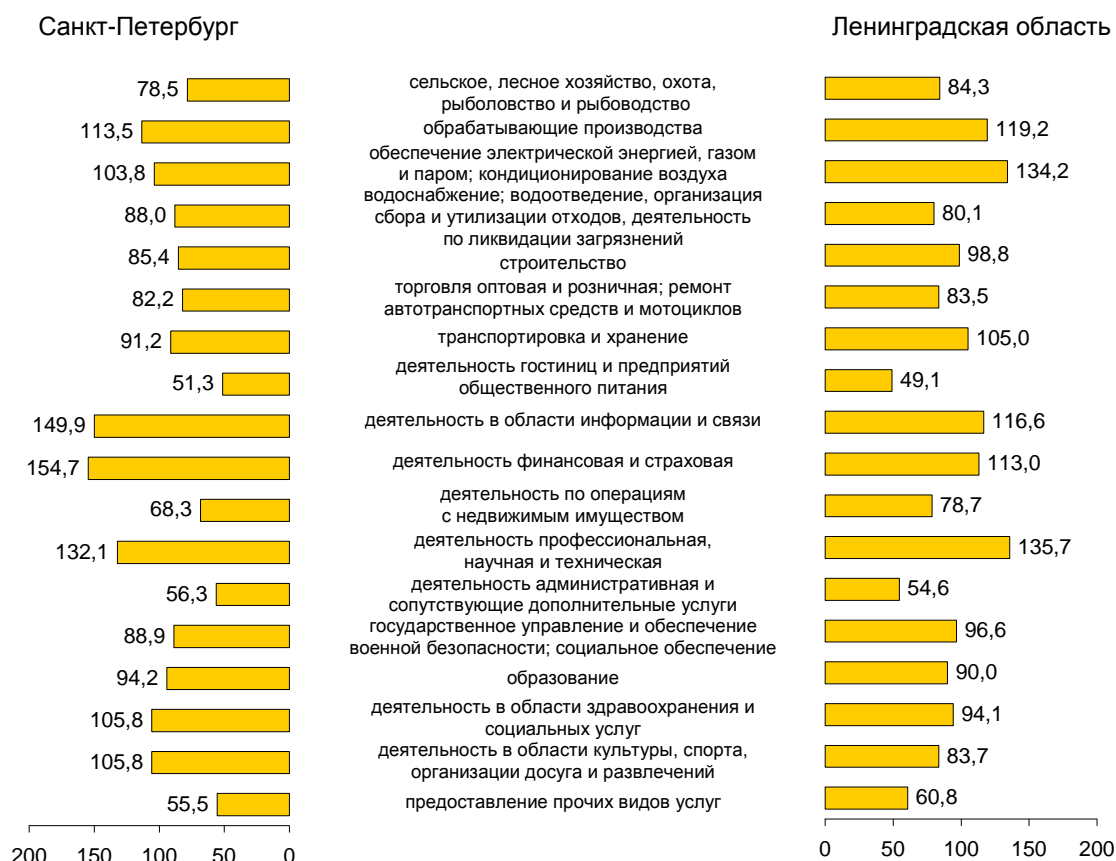 Санкт-Петербург
Ленинградская область
78,5
сельское, лесное хозяйство, охота,
рыболовство и рыбоводство
84,3
113,5
обрабатывающие производства
119,2
103,8
обеспечение электрической энергией, газом
и паром; кондиционирование воздуха
134,2
88,0
водоснабжение; водоотведение, организация
сбора и утилизации отходов, деятельность
по ликвидации загрязнений
80,1
85,4
строительство
98,8
82,2
торговля оптовая и розничная; ремонт
автотранспортных средств и мотоциклов
83,5
91,2
транспортировка и хранение
105,0
51,3
деятельность гостиниц и предприятий
общественного питания
49,1
149,9
деятельность в области информации и связи
116,6
154,7
деятельность финансовая и страховая
113,0
68,3
деятельность по операциям
с недвижимым имуществом
78,7
132,1
деятельность профессиональная,
научная и техническая
135,7
56,3
деятельность административная и
сопутствующие дополнительные услуги
54,6
88,9
государственное управление и обеспечение
военной безопасности; социальное обеспечение
96,6
94,2
образование
90,0
105,8
деятельность в области здравоохранения и
социальных услуг
94,1
105,8
деятельность в области культуры, спорта,
организации досуга и развлечений
83,7
55,5
предоставление прочих видов услуг
60,8
200 150 100 50 0
0 50 100 150 200